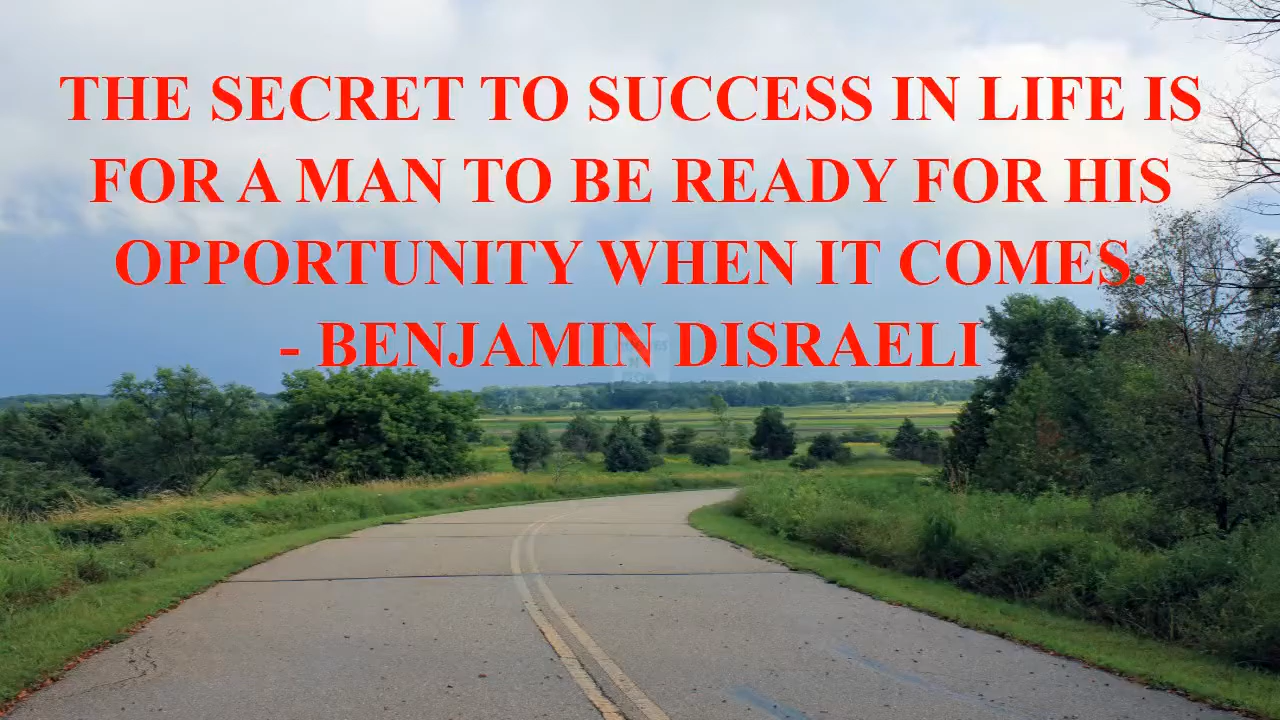 THE SECRET TO SUCCESS IN LIFE IS
FOR A MAN TO BE READY FOR HIS
OPPORTUNITY WHEN IT COMES.
- BENJAMIN DISRAELI